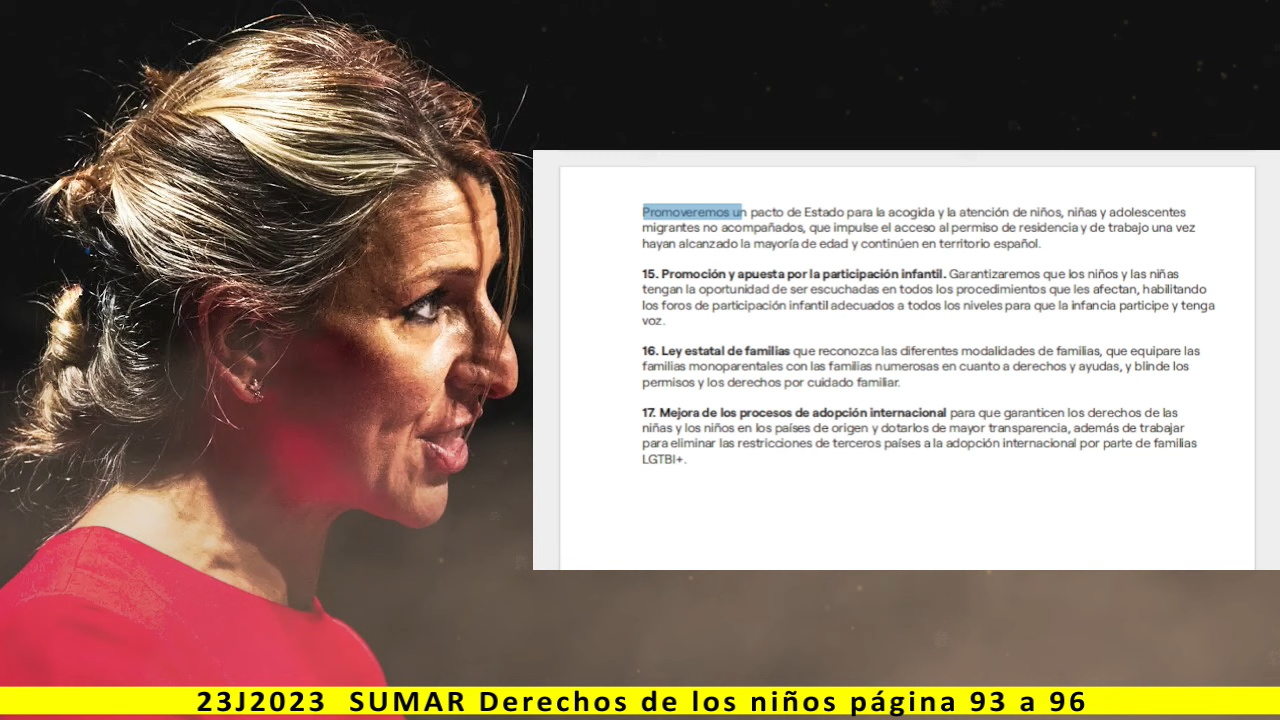 Promoveremos un pacto de Estado para la acogida y la atención de niños, niñas y adolescentes
migrantes no acompañados, que impulse el acceso al permiso de residencia y de trabajo una vez
hayan alcanzado la mayoría de edad y continúen en territorio español.
15. Promoción y apuesta por la participación infantil. Garantizaremos que los niños y las niñas
tengan la oportunidad de ser escuchadas en todos los procedimientos que les afectan, habilitando
los foros de participación infantil adecuados a todos los niveles para que la infancia participe y tenga
voz.
16. Ley estatal de familias que reconozca las diferentes modalidades de familias, que equipare las
familias monoparentales con las familias numerosas en cuanto a derechos y ayudas, y blinde los
permisos y los derechos por cuidado familiar.
17. Mejora de los procesos de adopción internacional para que garanticen los derechos de las
niñas y los niños en los países de origen y dotarlos de mayor transparencia, además de trabajar
para eliminar las restricciones de terceros países a la adopción internacional por parte de familias
LGTBI+.
23J2023 SUMAR Derechos de los niños página 93 a 96